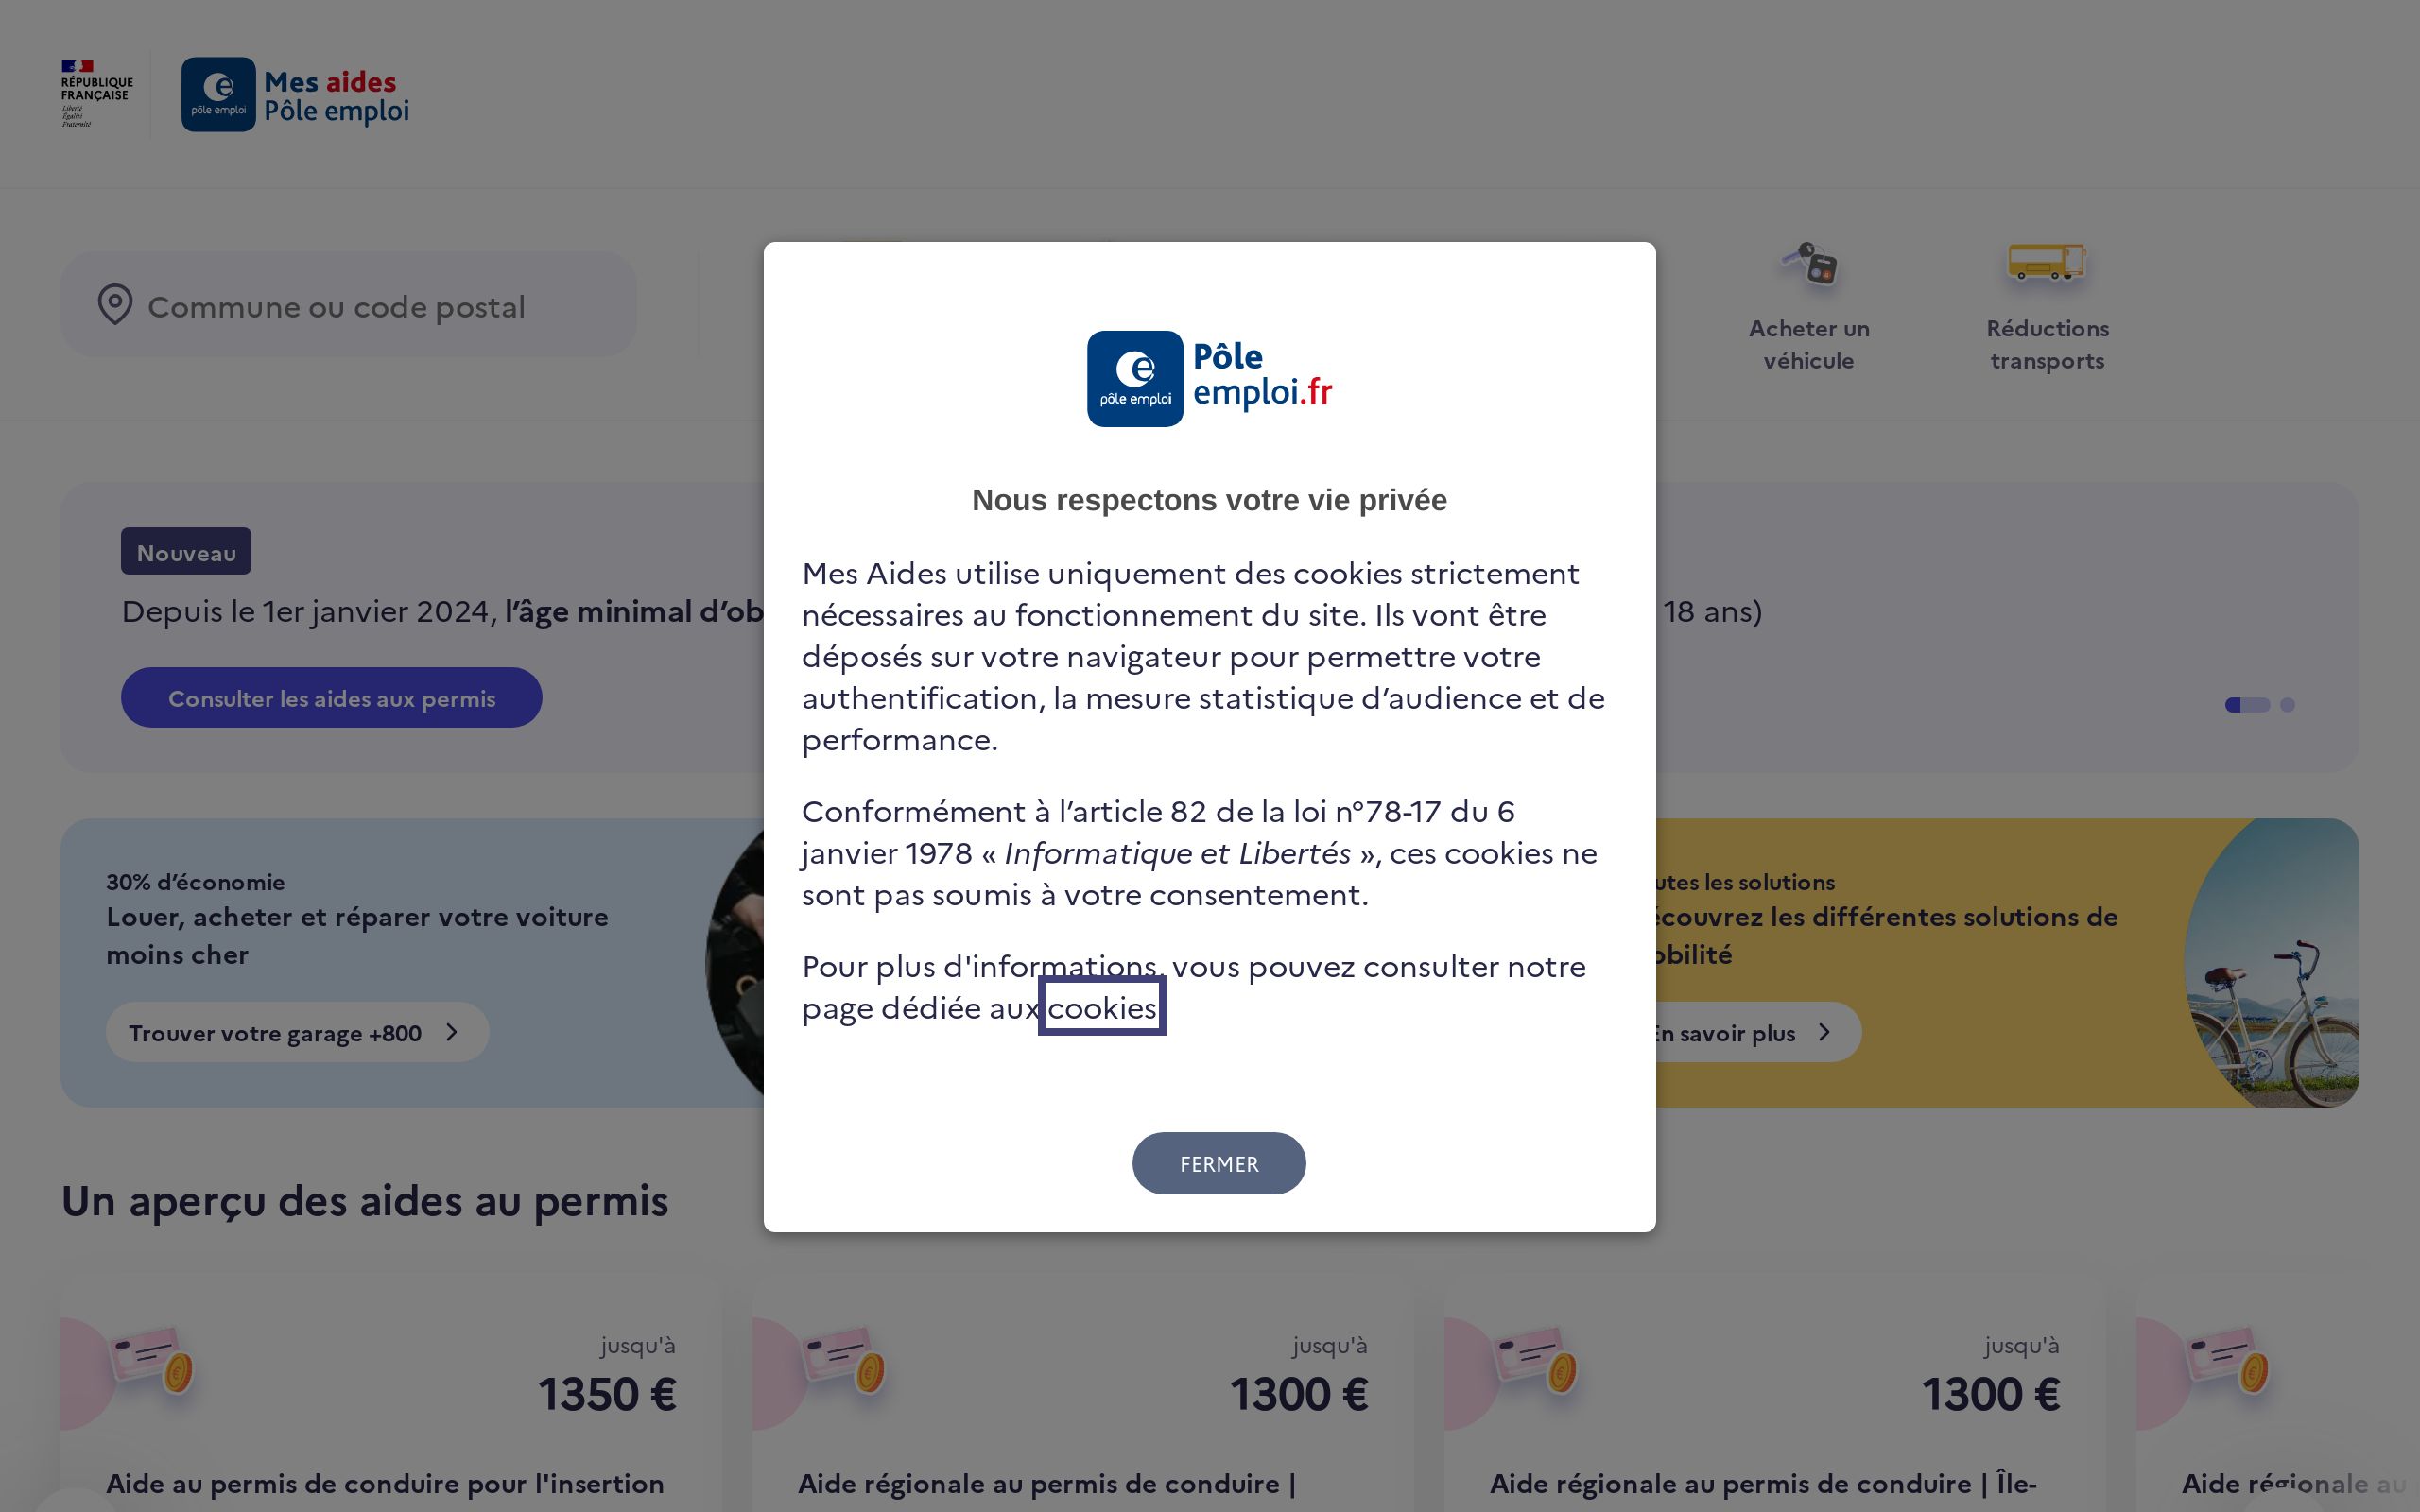 RÉPUBLIQUE
FRANÇAISE
Liberté
Égalité
Fraternité
pôle emploi
Mes aides
Pôle emploi
Commune ou code postal
Acheter un
véhicule
Réductions
transports
Nouveau
Depuis le 1er janvier 2024, l’âge minimal d’ob
18 ans)
Consulter les aides aux permis
30% d’économie
Louer, acheter et réparer votre voiture
moins cher
Trouver votre garage +800
utes les solutions
écouvrez les différentes solutions de
obilité
En savoir plus
pôle emploi
Pôle
emploi.fr
Nous respectons votre vie privée
Mes Aides utilise uniquement des cookies strictement
nécessaires au fonctionnement du site. Ils vont être
déposés sur votre navigateur pour permettre votre
authentification, la mesure statistique d’audience et de
performance.
Conformément à l’article 82 de la loi n°78-17 du 6
janvier 1978 « Informatique et Libertés », ces cookies ne
sont pas soumis à votre consentement.
Pour plus d'informations, vous pouvez consulter notre
page dédiée aux cookies
FERMER
Un aperçu des aides au permis
jusqu'à
1350 €
Aide au permis de conduire pour l'insertion
jusqu'à
1300 €
Aide régionale au permis de conduire |
jusqu'à
1300 €
Aide régionale au permis de conduire | Île-
Aide régionale au